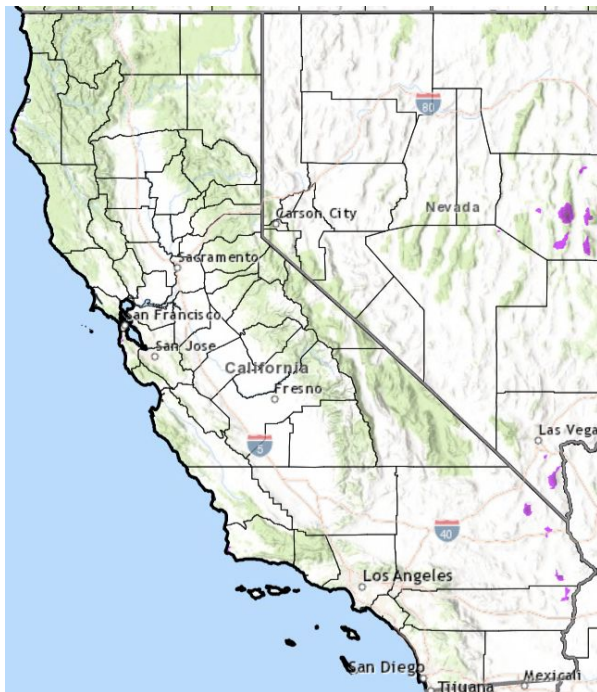 80
Nevada
Carson City
Sacramento
San Francisco
San Jose
California
Fresno
Las Vega
5
40
Los Angeles
San Diego
Tijuana
Mexicali